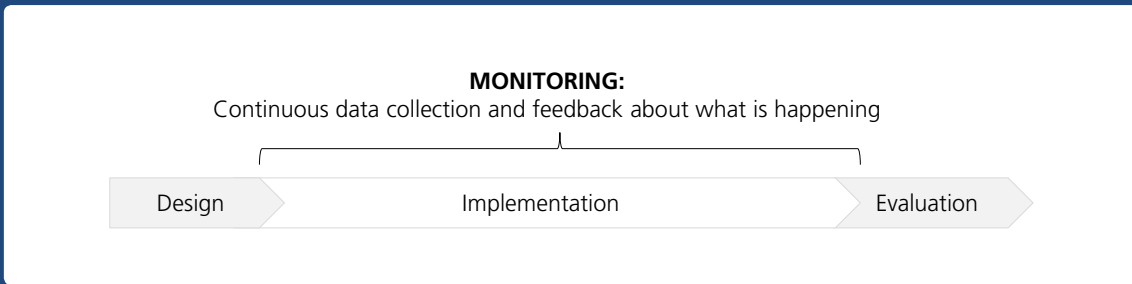 MONITORING:
Continuous data collection and feedback about what is happening
Design
Implementation
Evaluation